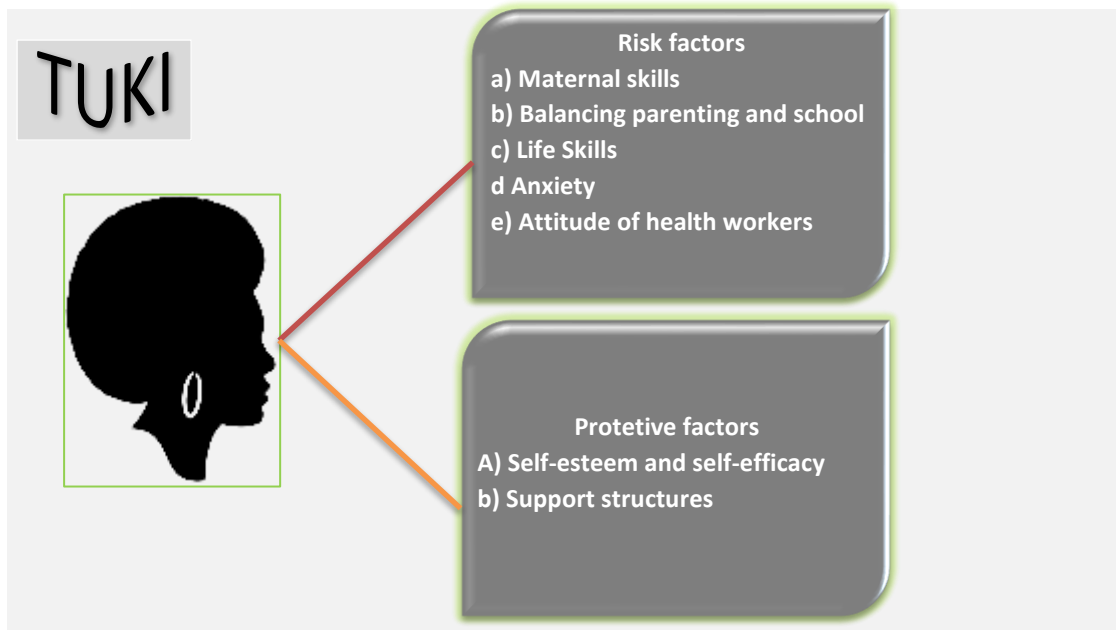 TUKI
Risk factors
a) Maternal skills
b) Balancing parenting and school
c) Life Skills
d Anxiety
e) Attitude of health workers
Protetive factors
A) Self-esteem and self-efficacy
b) Support structures